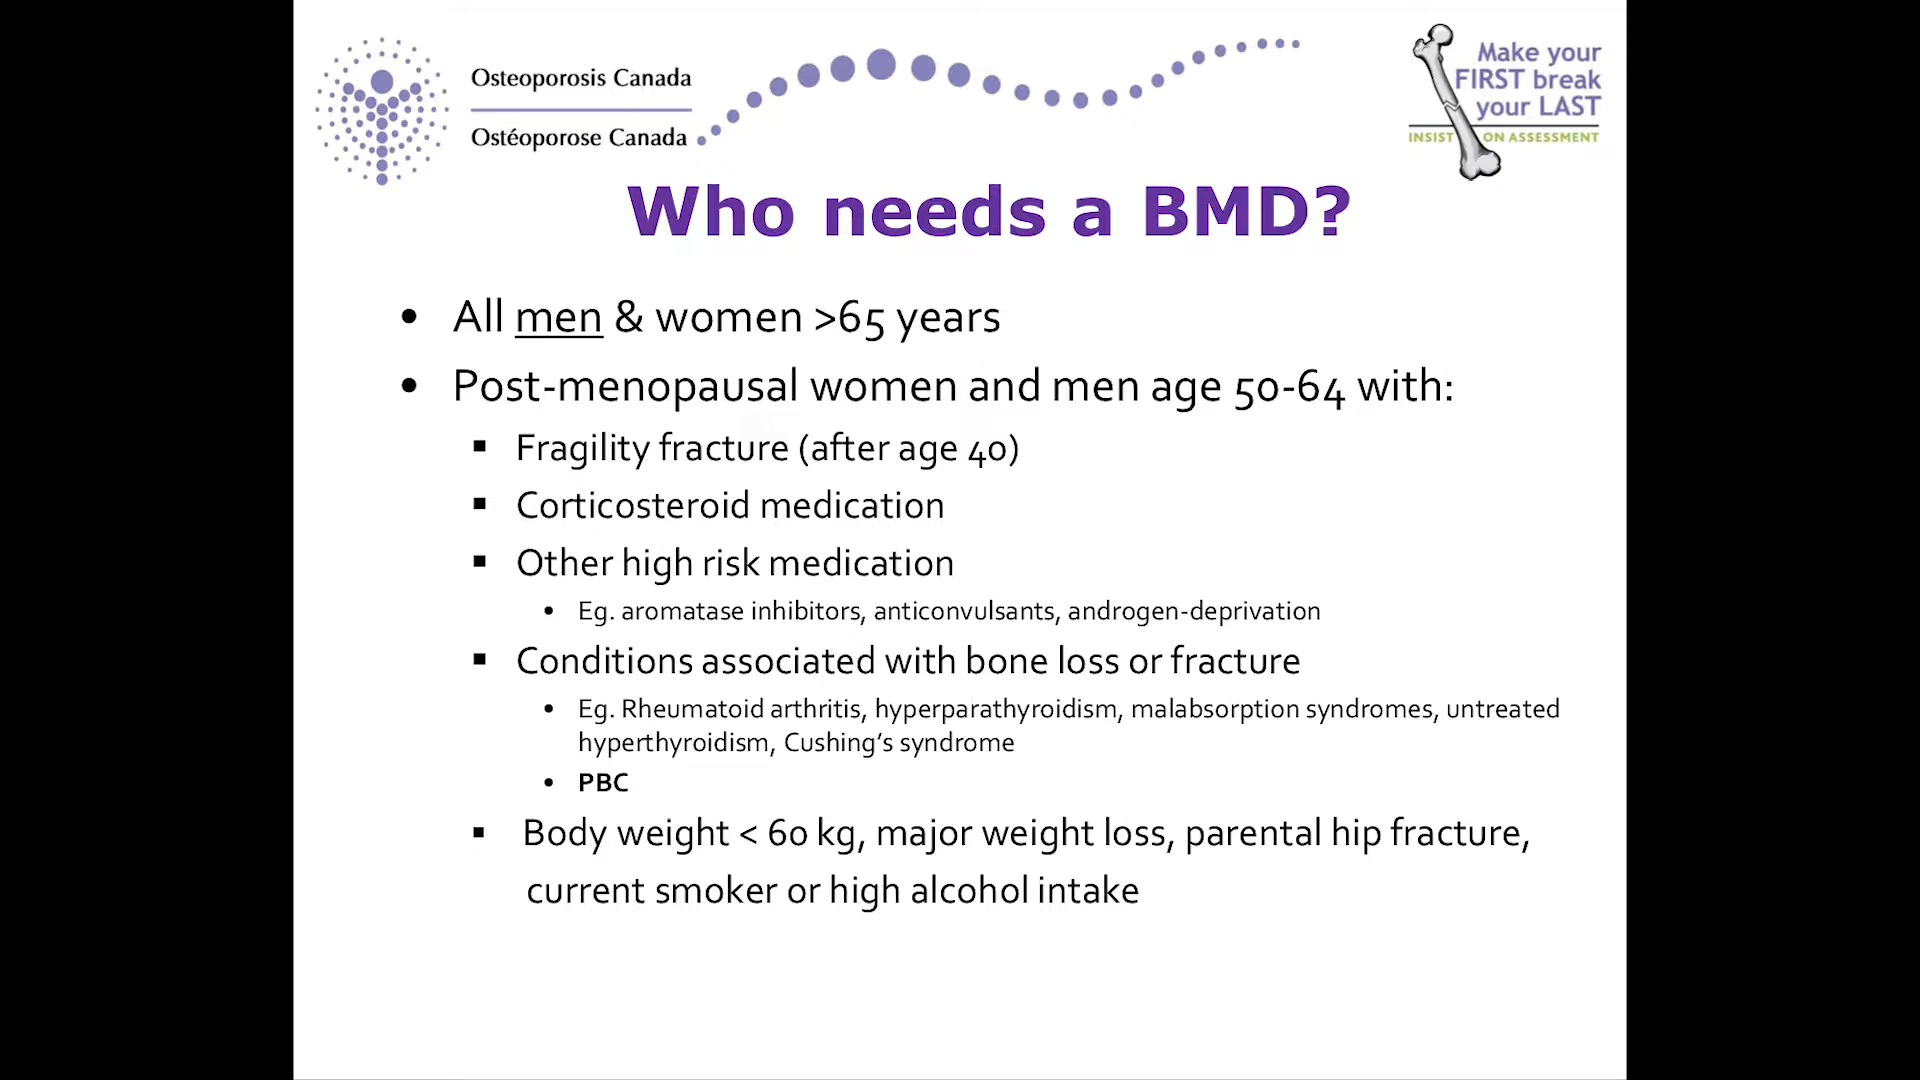 Osteoporosis Canada
Ostéoporose Canada
Make your
FIRST break
your LAST
INSIST ON ASSESSMENT
Who needs a BMD?
• All men & women >65 years
• Post-menopausal women and men age 50-64 with:
▪ Fragility fracture (after age 40)
▪ Corticosteroid medication
▪ Other high risk medication
• Eg. aromatase inhibitors, anticonvulsants, androgen-deprivation
▪ Conditions associated with bone loss or fracture
• Eg. Rheumatoid arthritis, hyperparathyroidism, malabsorption syndromes, untreated
hyperthyroidism, Cushing’s syndrome
• PBC
▪ Body weight < 60 kg, major weight loss, parental hip fracture,
current smoker or high alcohol intake